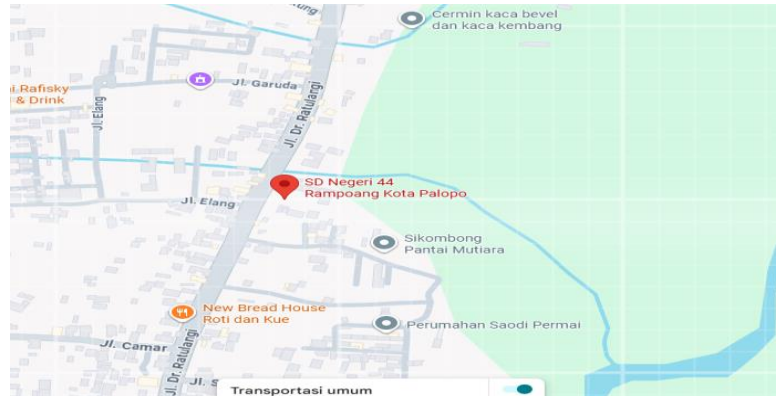 Cermin kaca bevel
dan kaca kembang
Rafisky
& Drink
Jl. Garuda
Jl. Elang
Jl. Dr. Ratulangi
SD Negeri 44
Rampoang Kota Palopo
Jl. Elang
Sikombong
Pantai Mutiara
New Bread House
Roti dan Kue
Perumahan Saodi Permai
Jl. Camar
Jl. Dr. Ratulangi
Transportasi umum